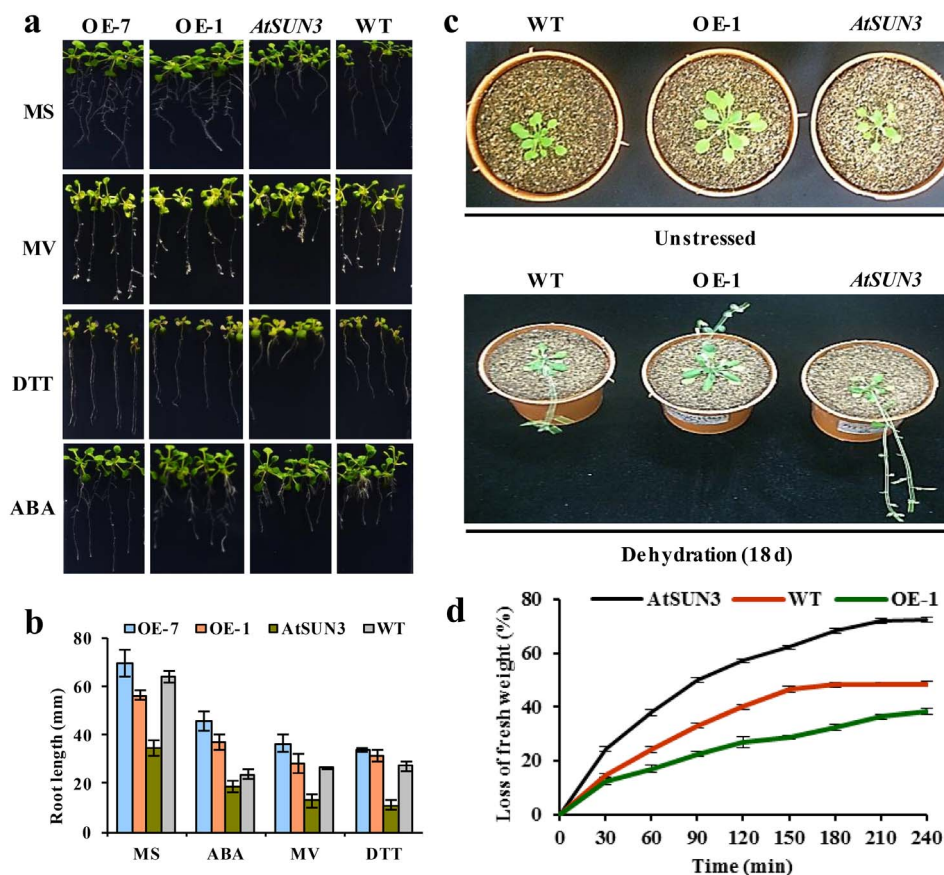 a
OE-7 OE-1 AtSUN3 WT
MS
MV
DTT
ABA
c
WT OE-1 AtSUN3
Unstressed
WT OE-1 AtSUN3
Dehydration (18d)
b
OE-7 OE-1 AtSUN3 WT
Root length (mm)
80
60
40
20
0
MS ABA MV DTT
d
AtSUN3 WT OE-1
Loss of fresh weight (%)
80
60
40
20
0
0 30 60 90 120 150 180 210 240
Time (min)